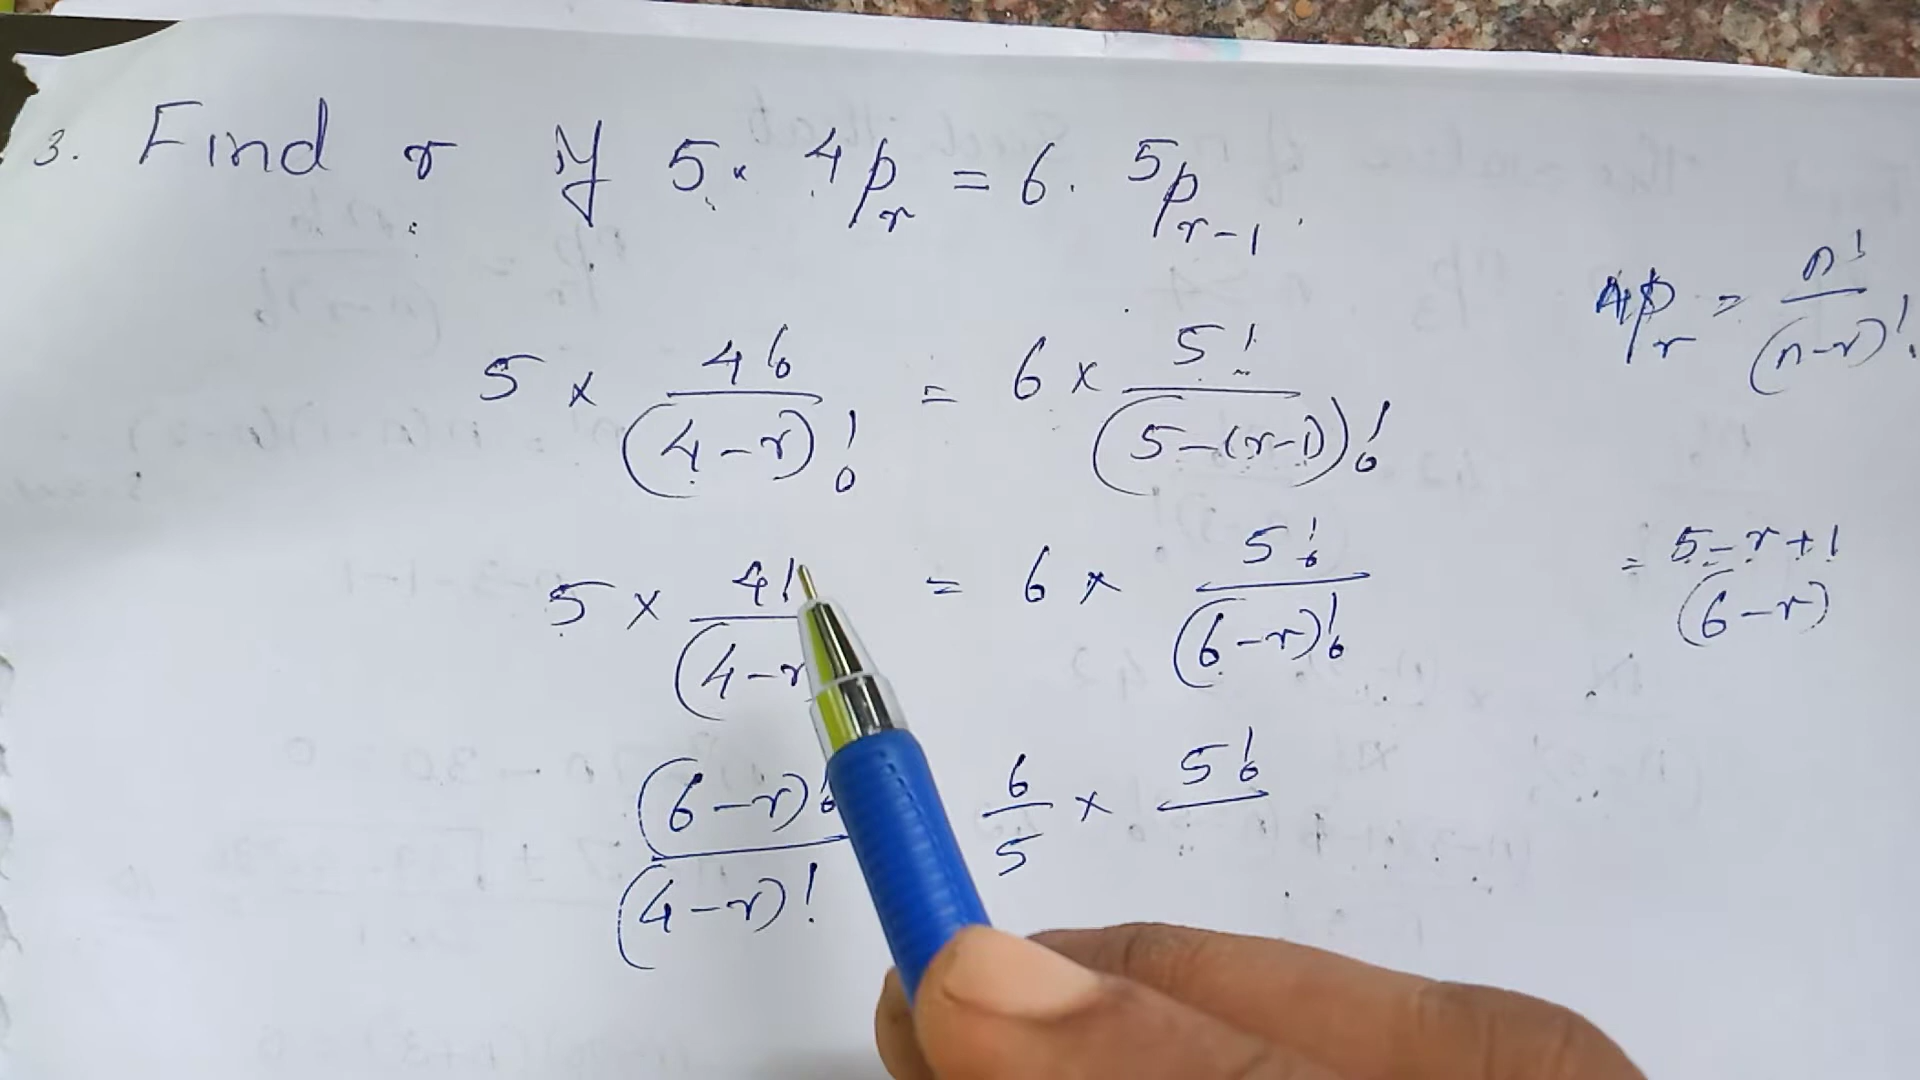 3. Find r if 5. 4Pr = 6. 5Pr-1.
nPr = n!/(n-r)!.
5 × 4!/(4-r)! = 6 × 5!/(5-(r-1))!
5 × 4!/(4-r = 6 × 5!/(6-r)!
= 5-r+1
(6-r)
(6-r)!/(4-r)! 6/5 × 5!/